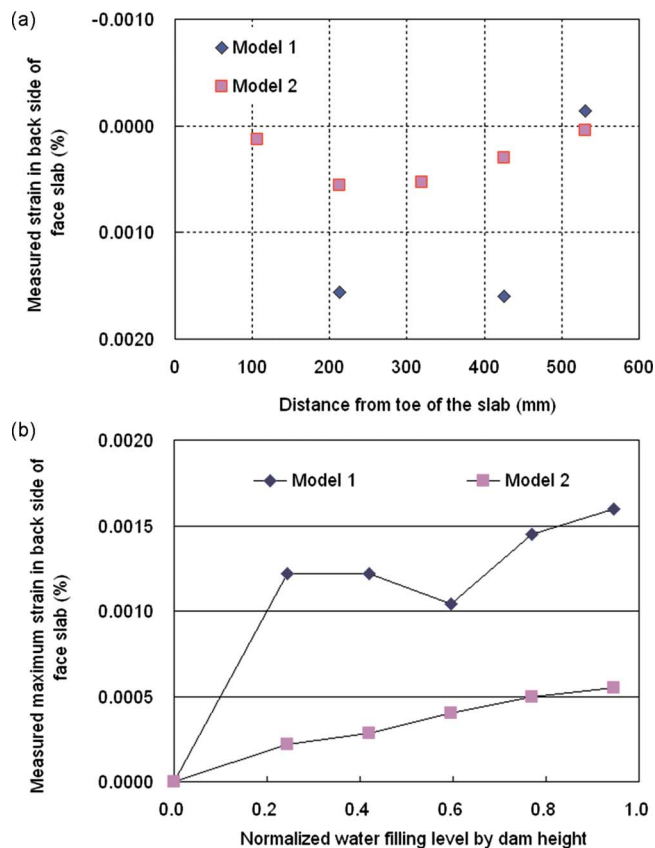 (a)
-0.0010
Model 1
Model 2
0.0000
0.0010
0.0020
Measured strain in back side of
face slab (%)
0 100 200 300 400 500 600
Distance from toe of the slab (mm)
(b)
0.0020
Model 1 Model 2
0.0015
0.0010
0.0005
0.0000
Measured maximum strain in back side of
face slab (%)
0.0 0.2 0.4 0.6 0.8 1.0
Normalized water filling level by dam height